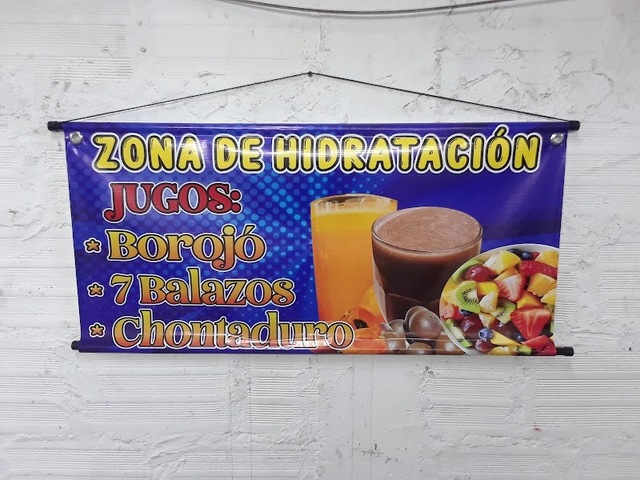 ZONA DE HIDRATACIÓN
JUGOS:
* Borojó
* 7 Balazos
* Chontaduro